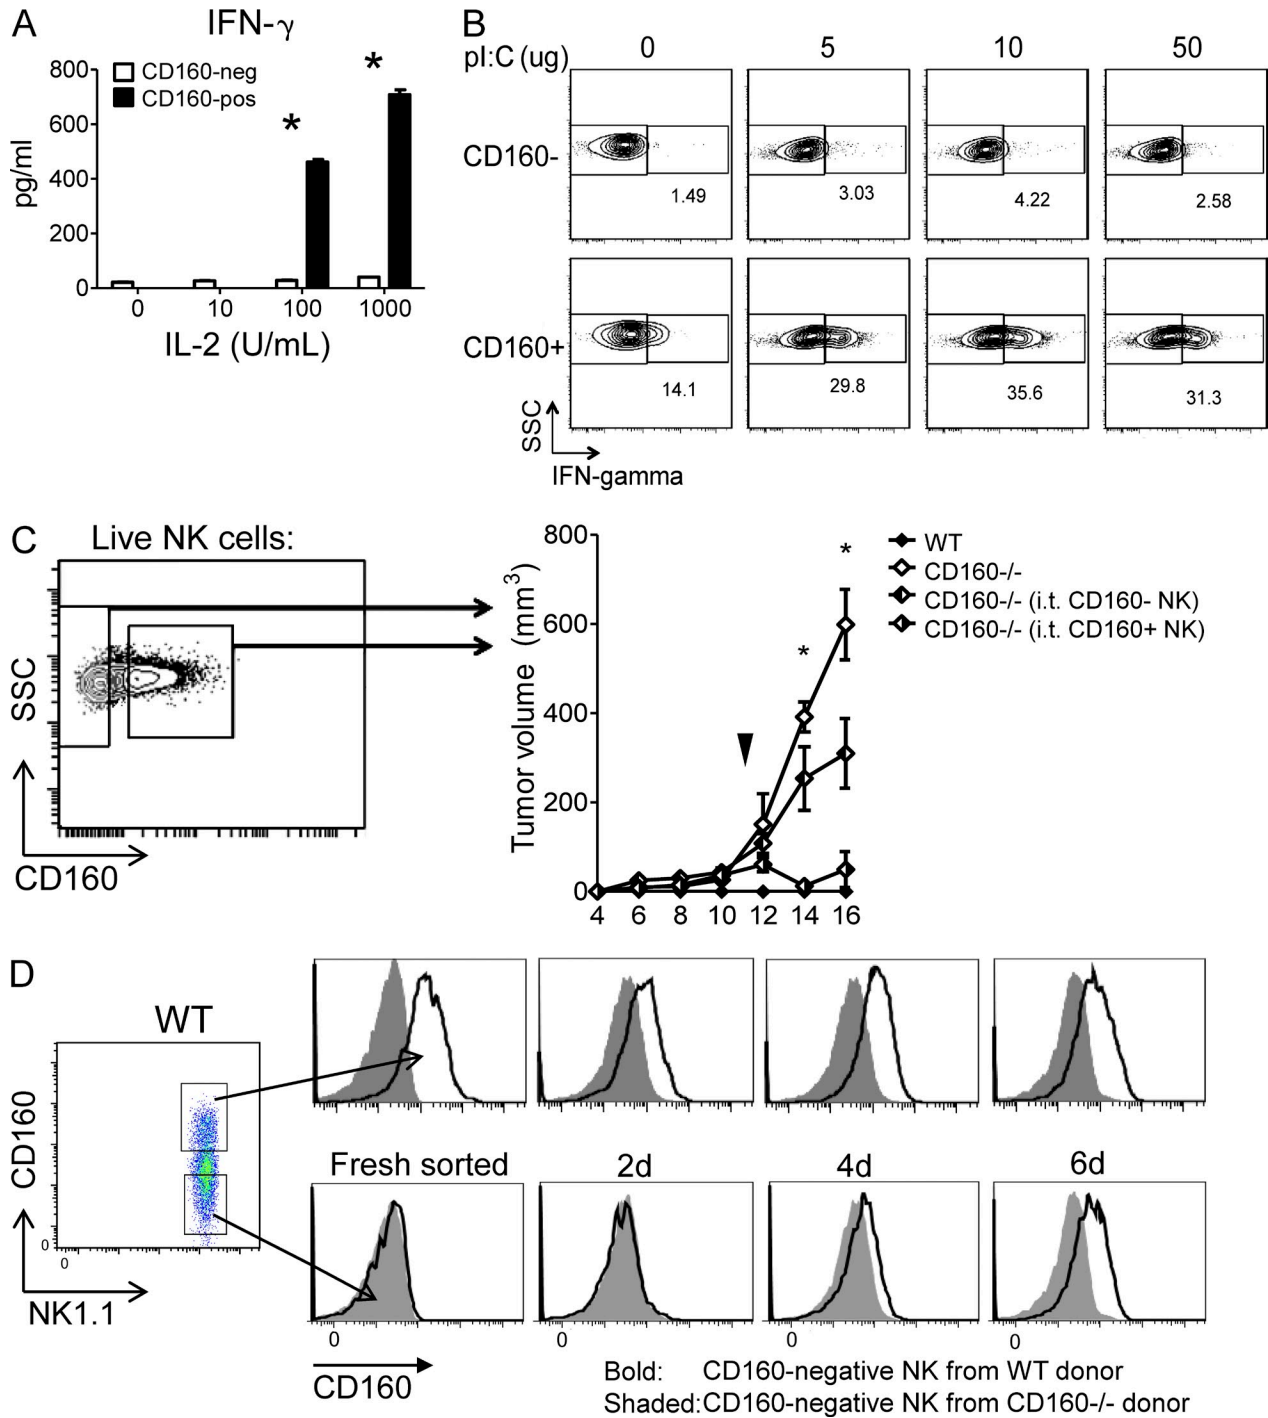 A
IFN-γ
CD160-neg
CD160-pos
pg/ml
800
600
400
200
0
0 10 100 1000
IL-2 (U/mL)
*
*
B
pI:C (ug)
0 5 10 50
CD160-
1.49 3.03 4.22 2.58
CD160+
14.1 29.8 35.6 31.3
SSC
IFN-gamma
C
Live NK cells:
SSC
CD160
Tumor volume (mm3)
800
600
400
200
0
4 6 8 10 12 14 16
*
*
WT
CD160-/-
CD160-/- (i.t. CD160- NK)
CD160-/- (i.t. CD160+ NK)
D
WT
CD160
0
0
NK1.1
Fresh sorted 2d 4d 6d
0 0 0 0
CD160
Bold: CD160-negative NK from WT donor
Shaded:CD160-negative NK from CD160-/- donor